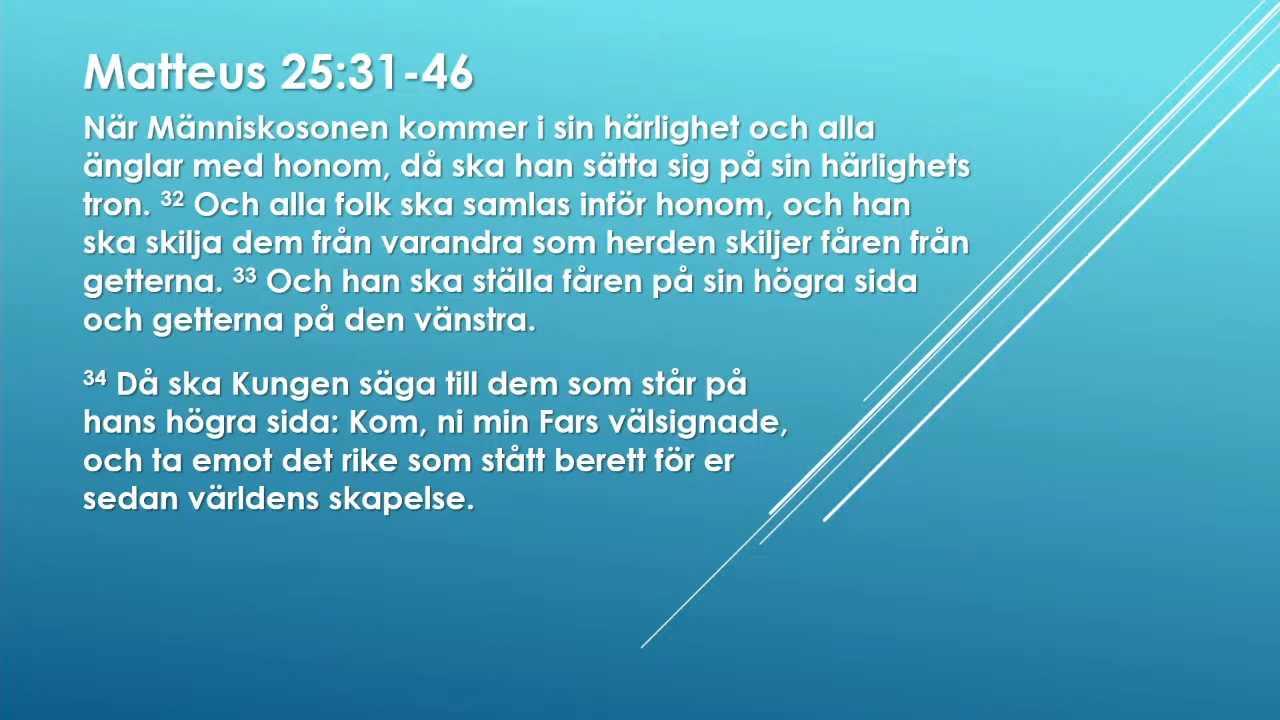 Matteus 25:31-46
När Människosonen kommer i sin härlighet och alla
änglar med honom, då ska han sätta sig på sin härlighets
tron. ³² Och alla folk ska samlas inför honom, och han
ska skilja dem från varandra som herden skiljer fåren från
getterna. ³³ Och han ska ställa fåren på sin högra sida
och getterna på den vänstra.
³⁴ Då ska Kungen säga till dem som står på
hans högra sida: Kom, ni min Fars välsignade,
och ta emot det rike som stått berett för er
sedan världens skapelse.